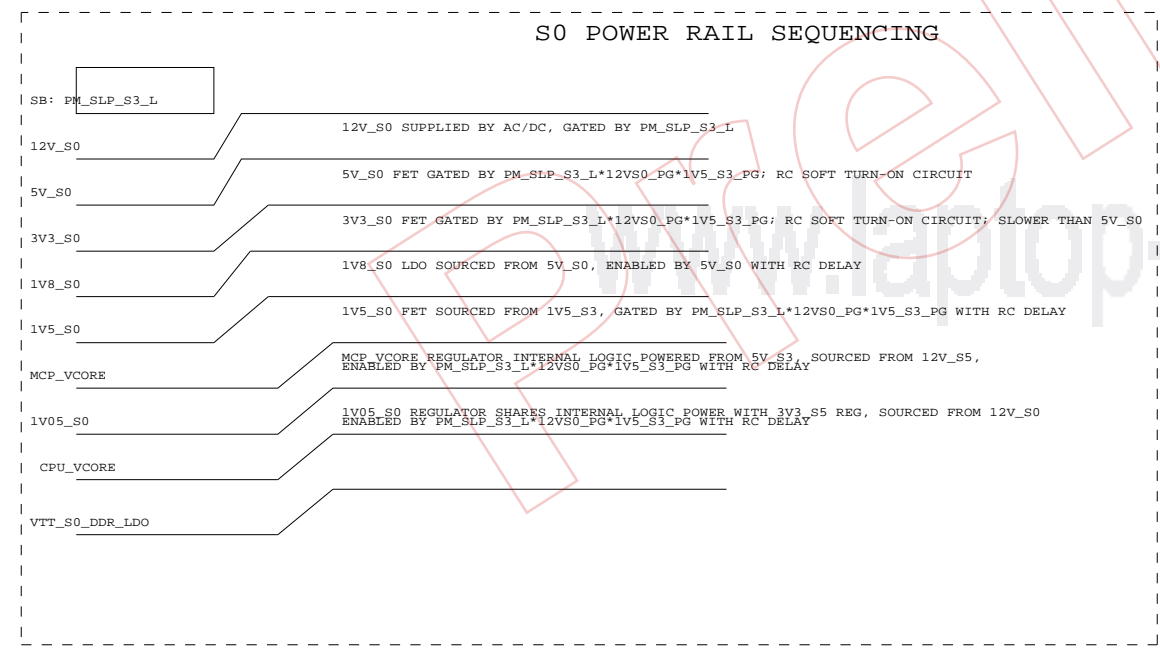 S0 POWER RAIL SEQUENCING
SB: PM_SLP_S3_L
12V_S0 SUPPLIED BY AC/DC, GATED BY PM_SLP_S3_L
12V_S0
5V_S0 FET GATED BY PM_SLP_S3_L*12VS0_PG*1V5_S3_PG; RC SOFT TURN-ON CIRCUIT
5V_S0
3V3_S0 FET GATED BY PM_SLP_S3_L*12VS0_PG*1V5_S3_PG; RC SOFT TURN-ON CIRCUIT; SLOWER THAN 5V_S0
3V3_S0
1V8_S0 LDO SOURCED FROM 5V_S0, ENABLED BY 5V_S0 WITH RC DELAY
1V8_S0
1V5_S0 FET SOURCED FROM 1V5_S3, GATED BY PM_SLP_S3_L*12VS0_PG*1V5_S3_PG WITH RC DELAY
1V5_S0
MCP_VCORE REGULATOR INTERNAL LOGIC POWERED FROM 5V_S3, SOURCED FROM 12V_S5,
ENABLED BY PM_SLP_S3_L*12VS0_PG*1V5_S3_PG WITH RC DELAY
MCP_VCORE
1V05_S0 REGULATOR SHARES INTERNAL LOGIC POWER WITH 3V3_S5 REG, SOURCED FROM 12V_S0
ENABLED BY PM_SLP_S3_L*12VS0_PG*1V5_S3_PG WITH RC DELAY
1V05_S0
CPU_VCORE
VTT_S0_DDR_LDO
www.laptop-
Prel